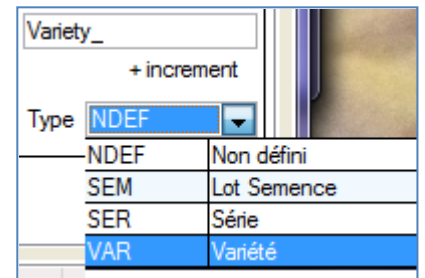 Variety_
+ increment
Type NDEF
NDEF Non défini
SEM Lot Semence
SER Série
VAR Variété